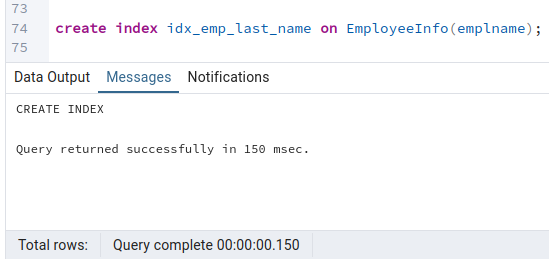 73
74 create index idx_emp_last_name on EmployeeInfo(emplname);
75
Data Output Messages Notifications
CREATE INDEX
Query returned successfully in 150 msec.
Total rows: Query complete 00:00:00.150